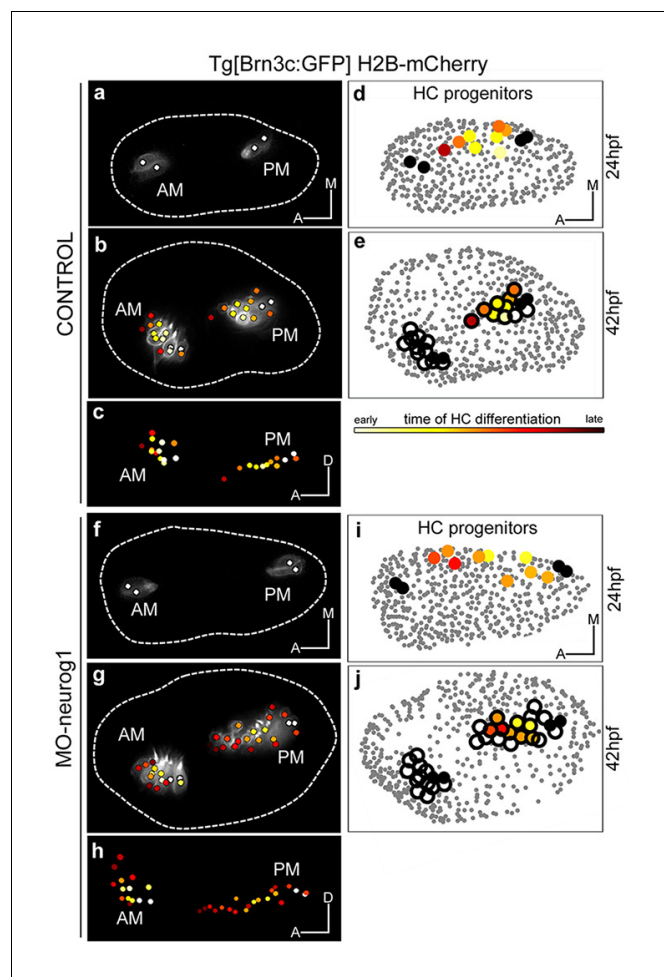 Tg[Brn3c:GFP] H2B-mCherry
CONTROL
a
AM
PM
M
A
d
HC progenitors
M
A
24hpf
b
AM
PM
e
42hpf
early time of HC differentiation late
c
AM
PM
D
A
MO-neurog1
f
AM
PM
M
A
i
HC progenitors
M
A
24hpf
g
AM
PM
j
42hpf
h
AM
PM
D
A